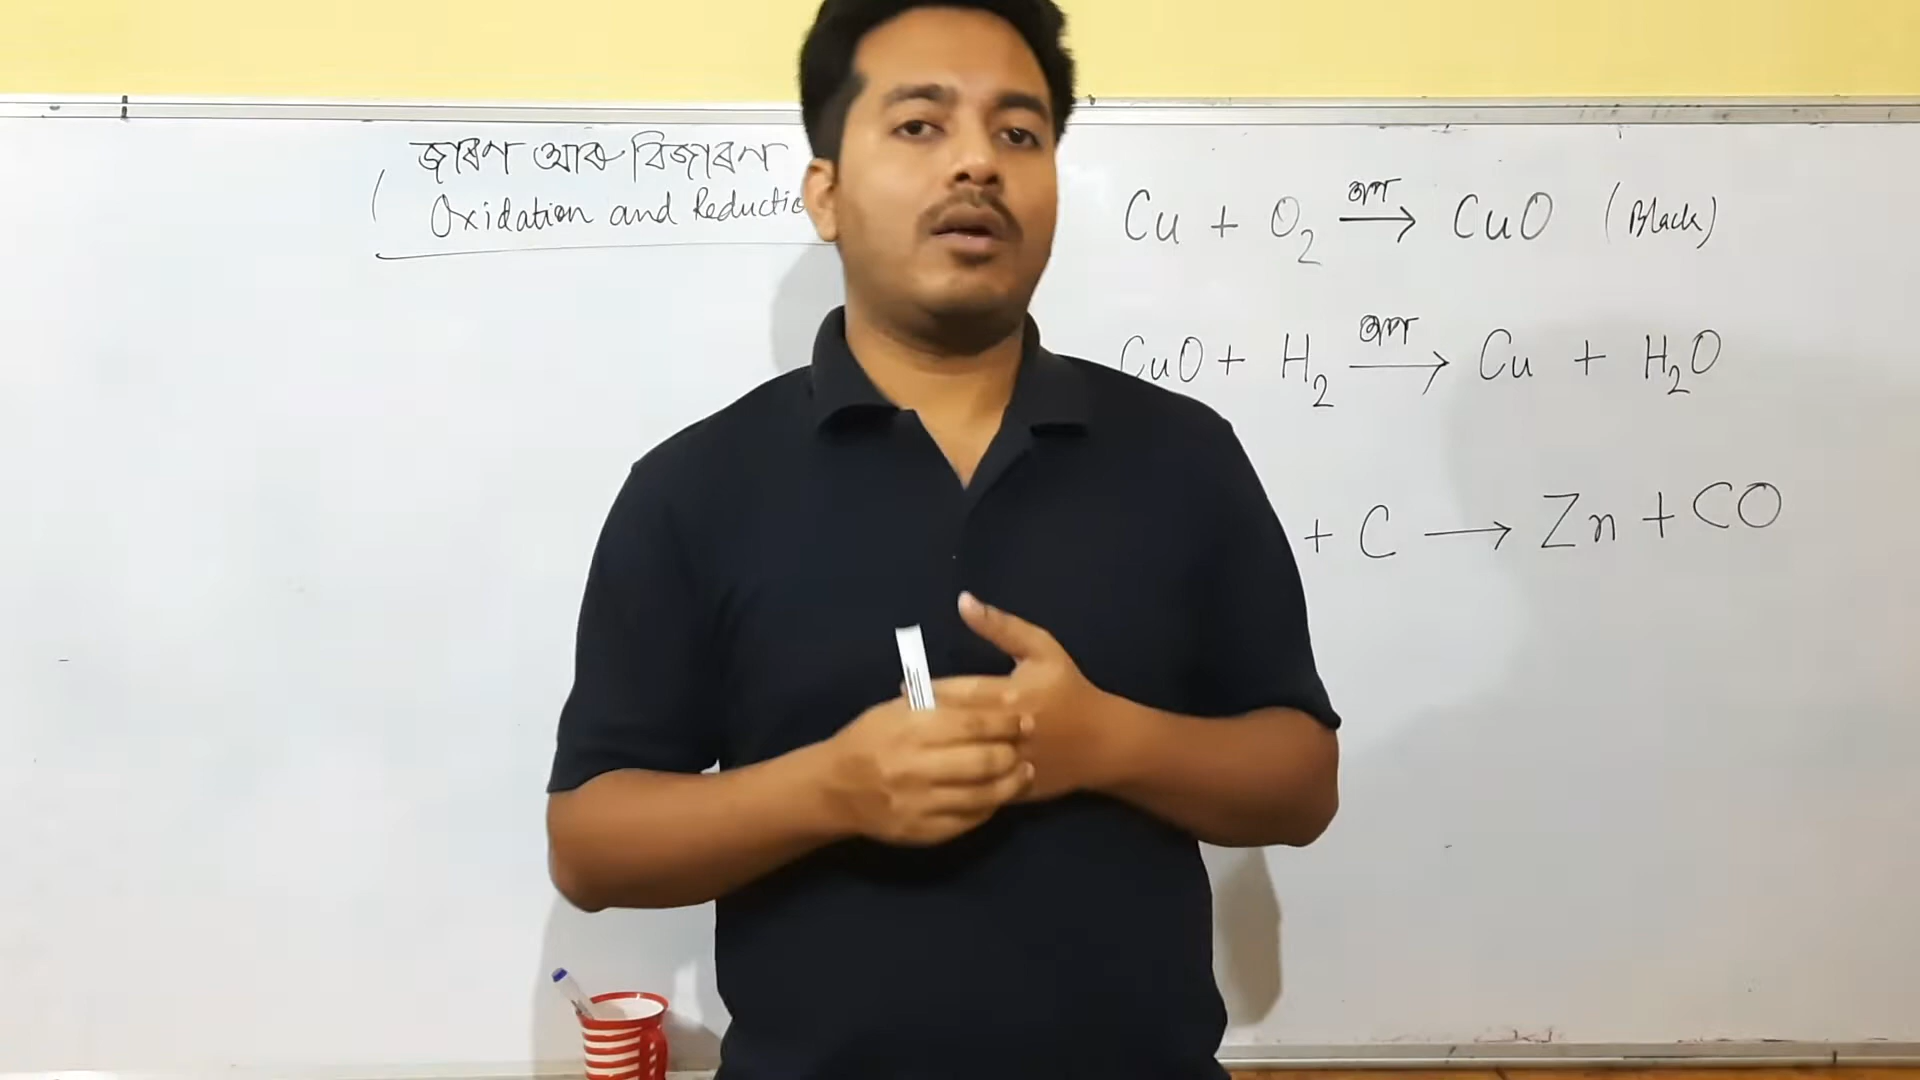 জাৰণ আৰু বিজাৰণ
( Oxidation and Reductio
Cu + O₂ তাপ→ CuO (Black)
CuO + H₂ তাপ→ Cu + H₂O
+ C → Zn + CO